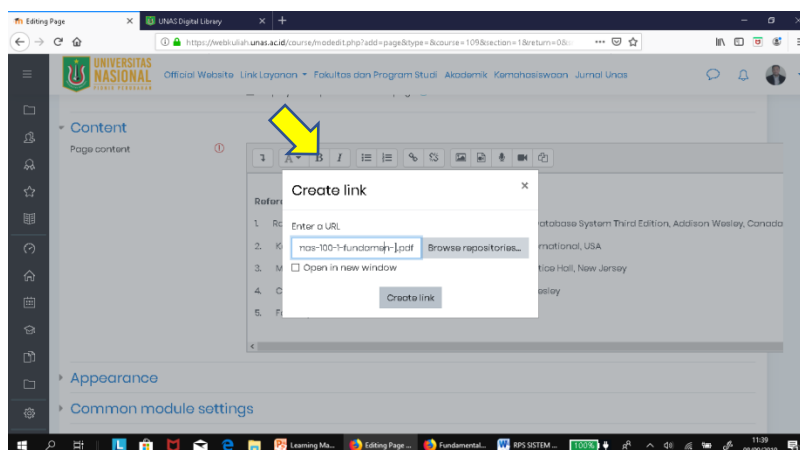 Editing Page
UNAS Digital Library
https://webkuliah.unas.ac.id/course/modedit.php?add=page&type=&course=109&section=1&return=0&
UNIVERSITAS
NASIONAL
Official Website Link Layanan Fakultas dan Program Studi Akademik Kemahasiswaan Jurnal Unas
Content
Page content
A B I
Create link
Enter a URL
nas-100-1-fundamen-].pdf Browse repositories...
Open in new window
Create link
1. atabase System Third Edition, Addison Wesley, Canada
2. K rnational, USA
3. M tice Hall, New Jersey
4. C esley
5. F
Appearance
Common module settings
Learning Ma... Editing Page ... Fundamental... RPS SISTEM ... 100% 11:39